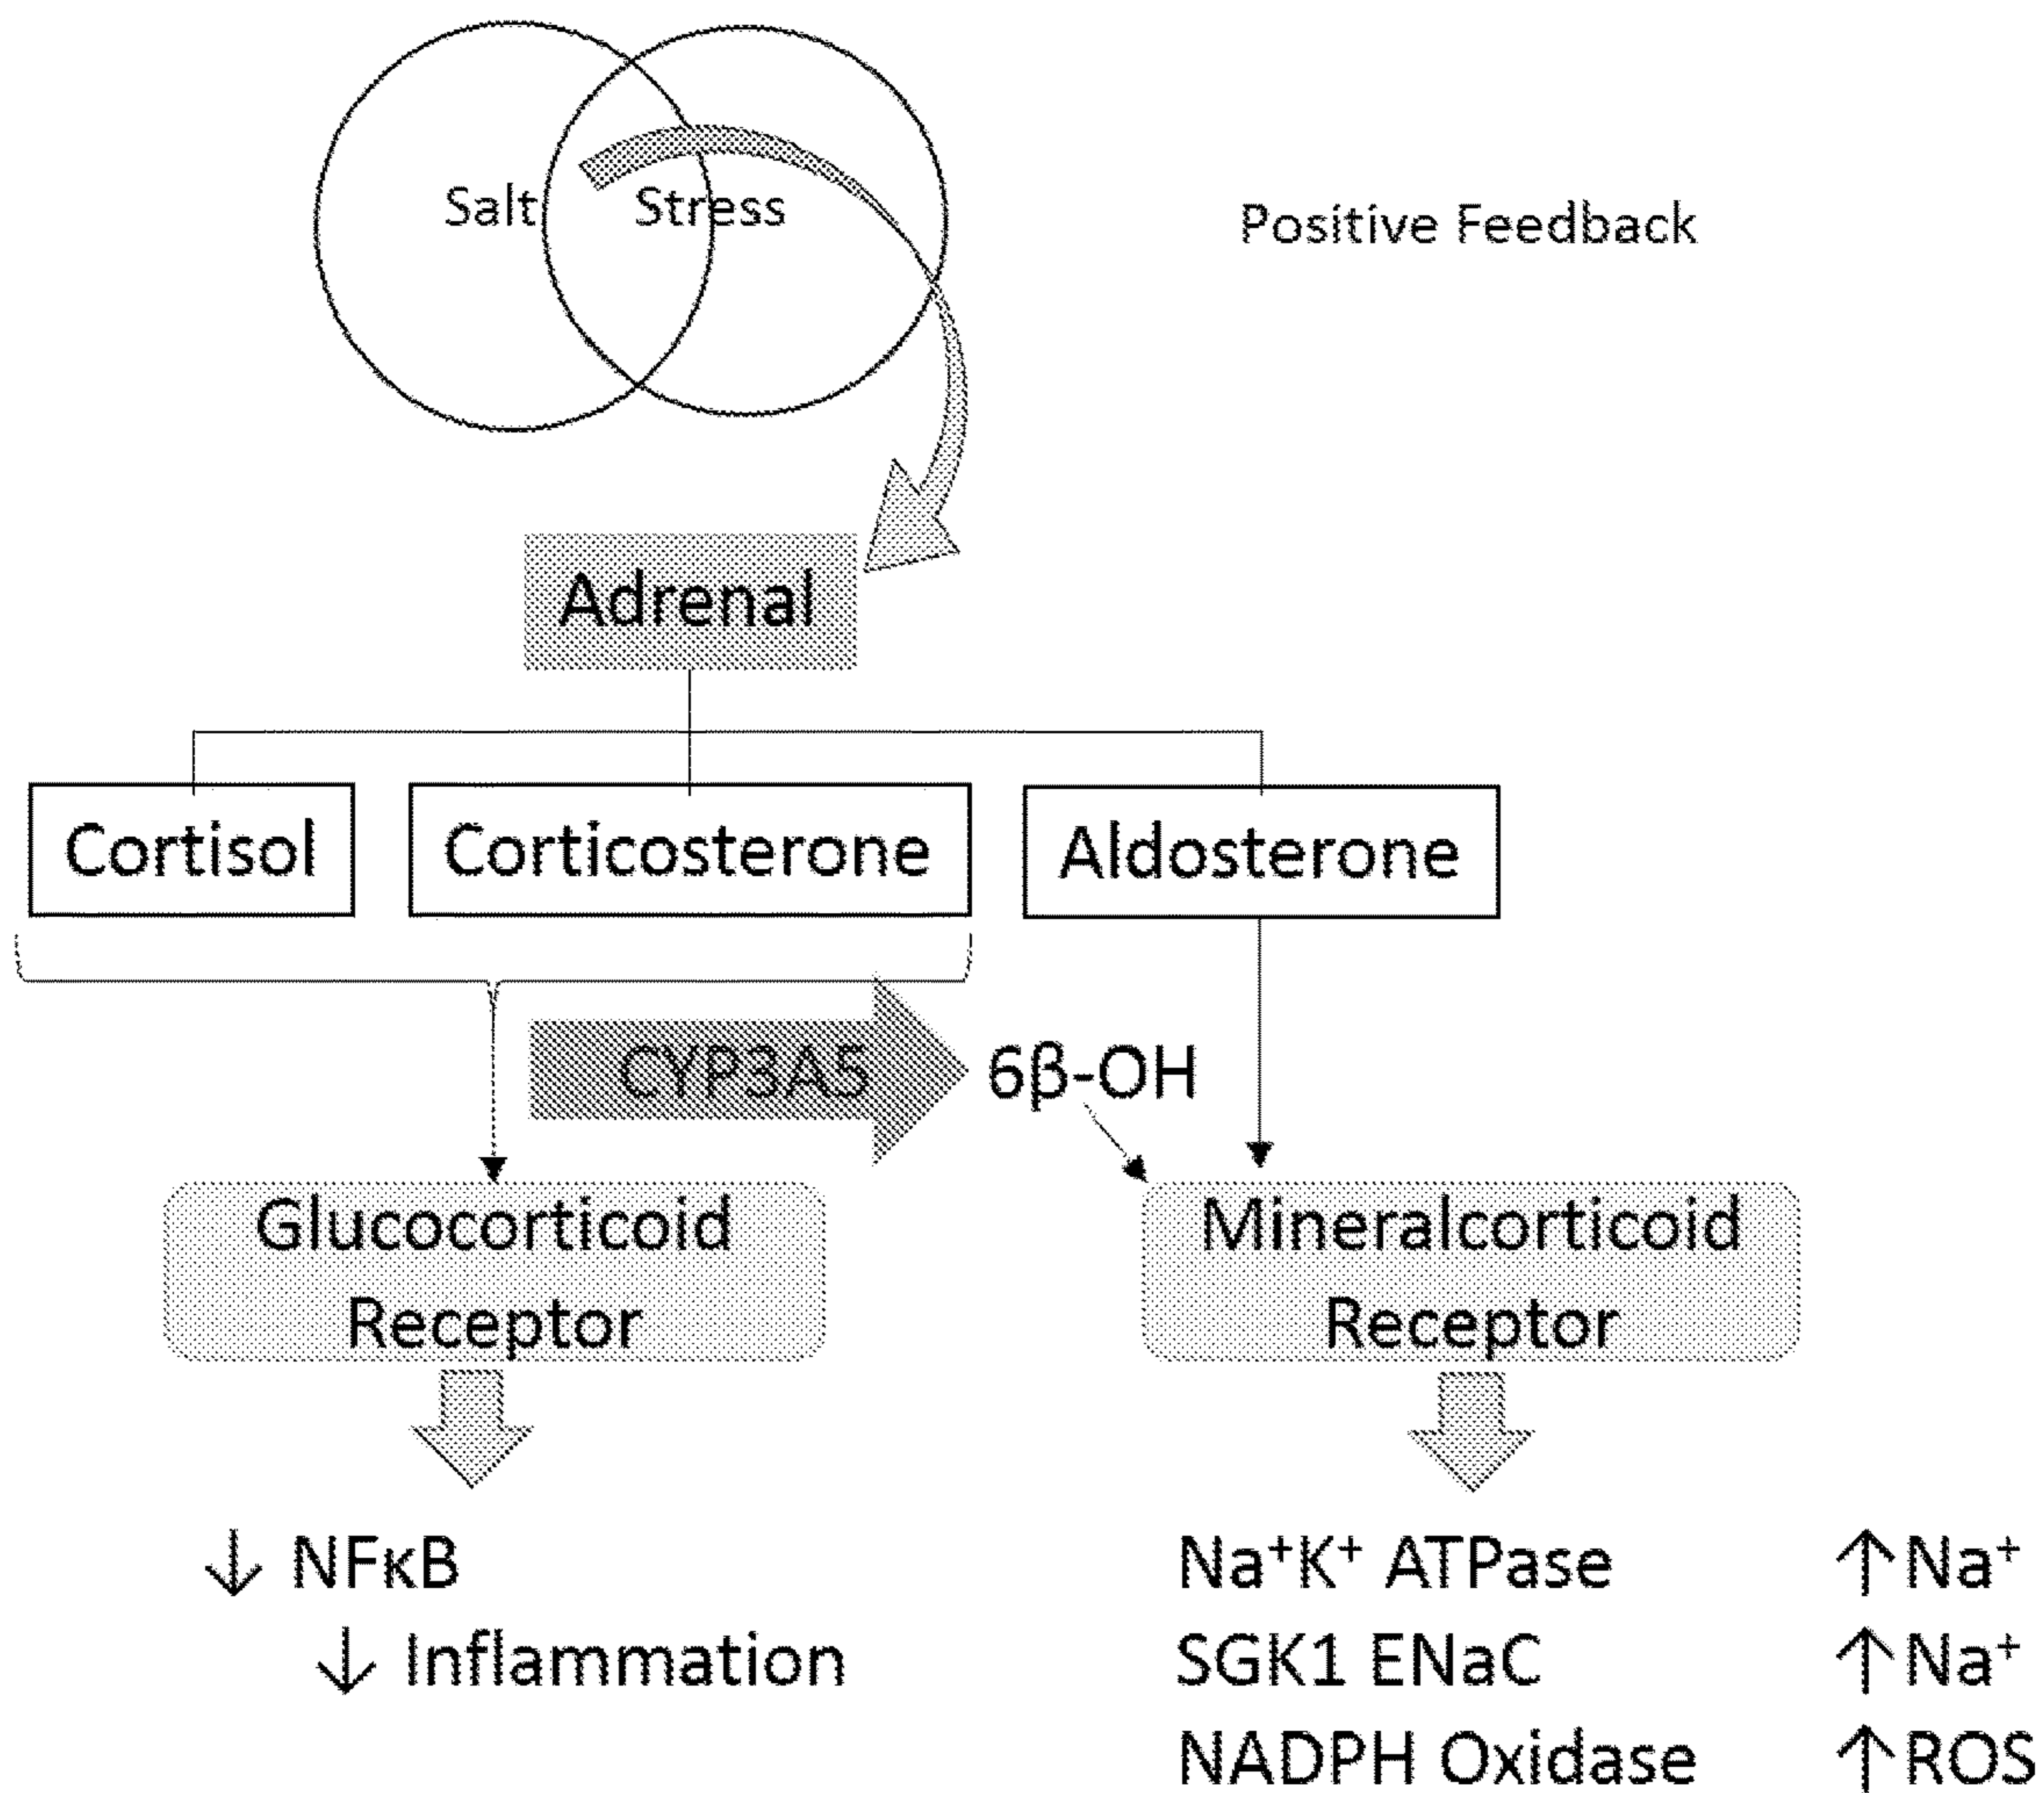 Salt Stress
Positive Feedback
Adrenal
Cortisol Corticosterone Aldosterone
CYP3A5 6β-OH
Glucocorticoid
Receptor
Mineralcorticoid
Receptor
↓ NFκB
↓ Inflammation
Na⁺K⁺ ATPase ↑Na⁺
SGK1 ENaC ↑Na⁺
NADPH Oxidase ↑ROS